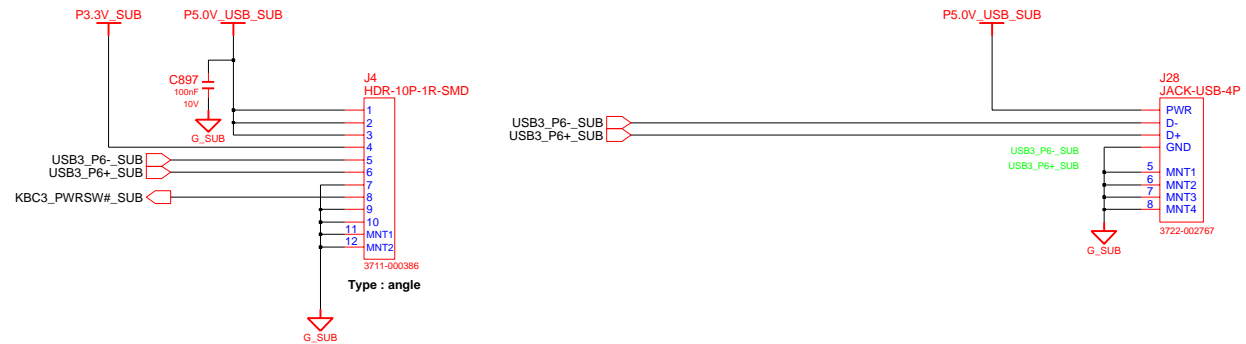 P3.3V_SUB
P5.0V_USB_SUB
C897
100nF
10V
G_SUB
J4
HDR-10P-1R-SMD
1
2
3
4
USB3_P6-_SUB
5
USB3_P6+_SUB
6
7
KBC3_PWRSW#_SUB
8
9
10
11
MNT1
12
MNT2
3711-000386
Type : angle
G_SUB
P5.0V_USB_SUB
J28
JACK-USB-4P
PWR
USB3_P6-_SUB
D-
USB3_P6+_SUB
D+
GND
USB3_P6-_SUB
USB3_P6+_SUB
5
MNT1
6
MNT2
7
MNT3
8
MNT4
3722-002767
G_SUB